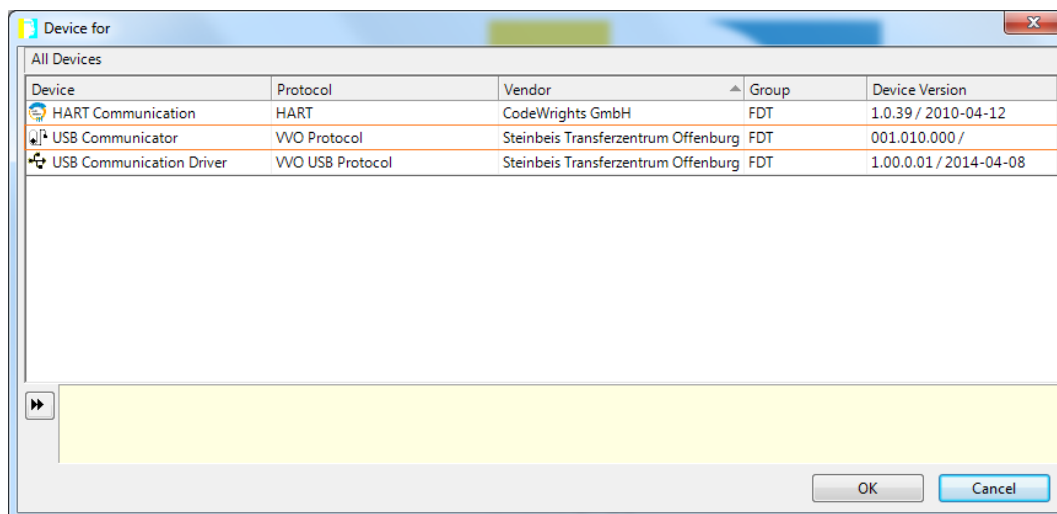 Device for
All Devices
Device Protocol Vendor Group Device Version
HART Communication HART CodeWrights GmbH FDT 1.0.39 / 2010-04-12
USB Communicator VVO Protocol Steinbeis Transferzentrum Offenburg FDT 001.010.000 /
USB Communication Driver VVO USB Protocol Steinbeis Transferzentrum Offenburg FDT 1.00.0.01 / 2014-04-08
OK Cancel